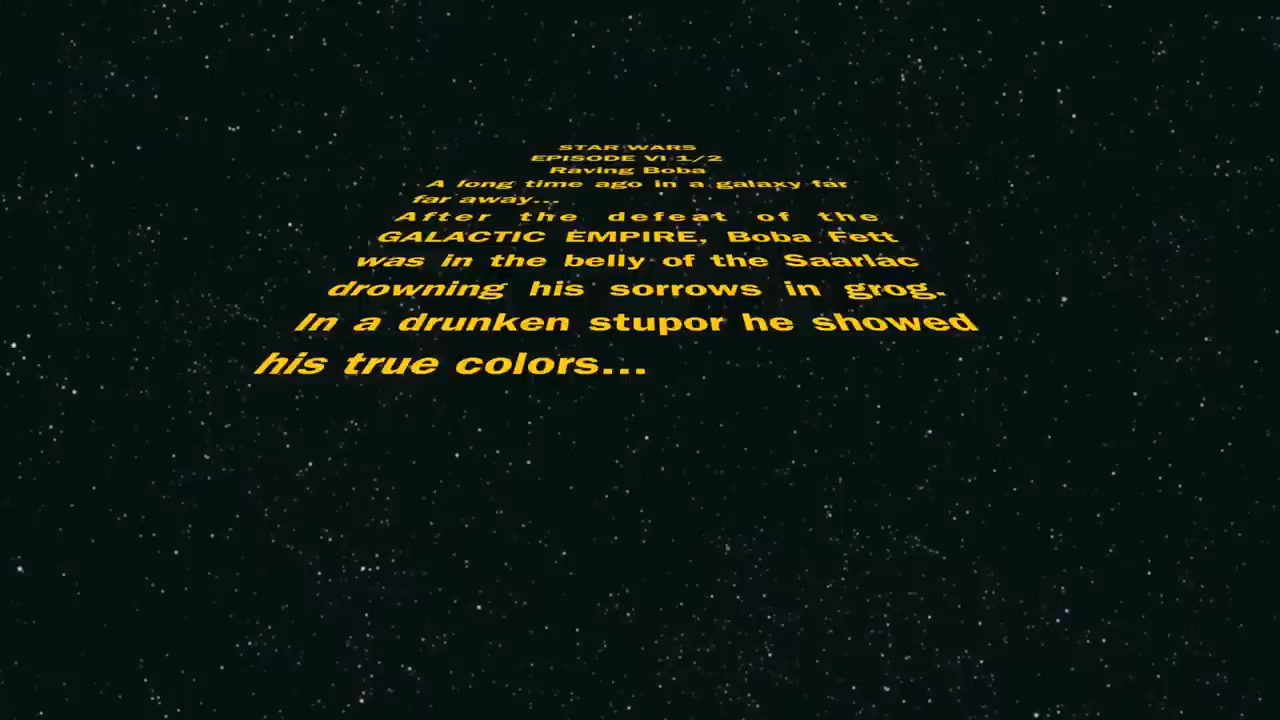 STAR WARS
EPISODE VI 1/2
Raving Boba
A long time ago in a galaxy far
far away...
After the defeat of the
GALACTIC EMPIRE, Boba Fett
was in the belly of the Saarlac
drowning his sorrows in grog.
In a drunken stupor he showed
his true colors...